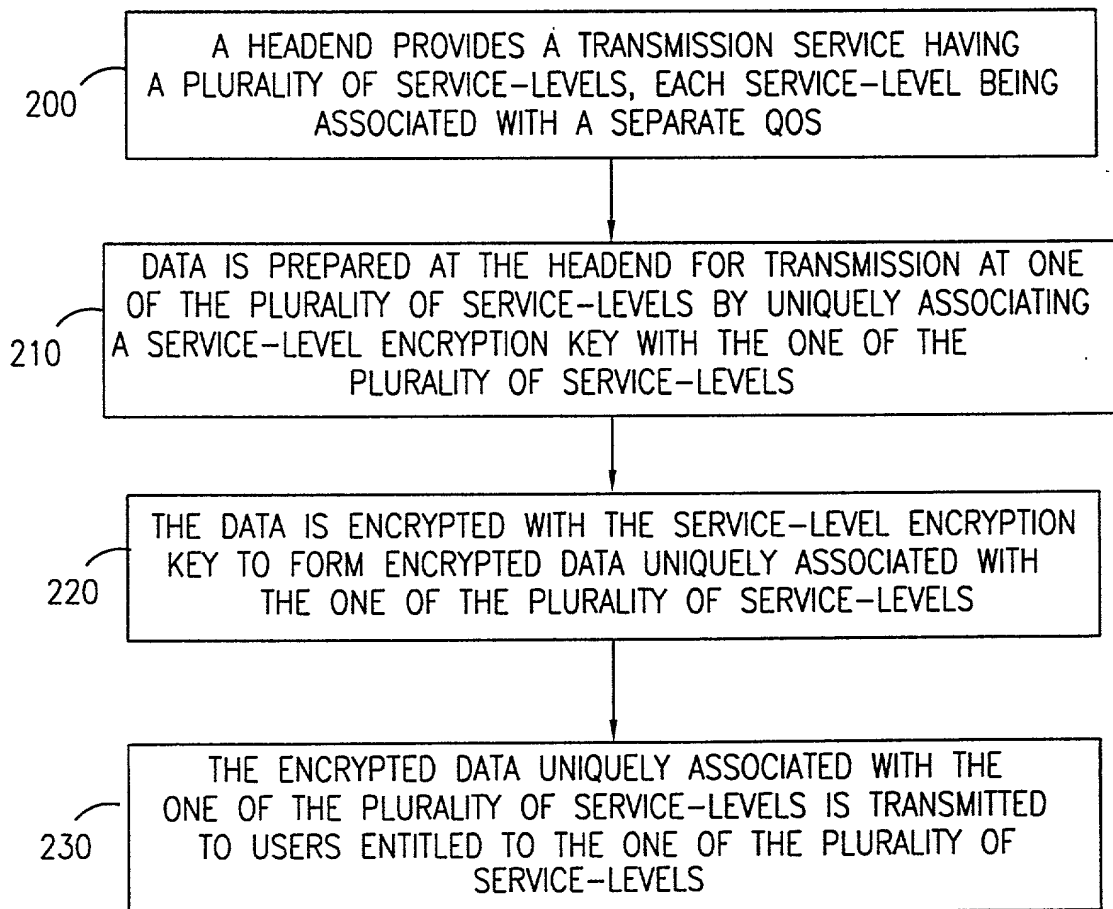 A HEADEND PROVIDES A TRANSMISSION SERVICE HAVING
A PLURALITY OF SERVICE-LEVELS, EACH SERVICE-LEVEL BEING
ASSOCIATED WITH A SEPARATE QOS
200
DATA IS PREPARED AT THE HEADEND FOR TRANSMISSION AT ONE
OF THE PLURALITY OF SERVICE-LEVELS BY UNIQUELY ASSOCIATING
A SERVICE-LEVEL ENCRYPTION KEY WITH THE ONE OF THE
PLURALITY OF SERVICE-LEVELS
210
THE DATA IS ENCRYPTED WITH THE SERVICE-LEVEL ENCRYPTION
KEY TO FORM ENCRYPTED DATA UNIQUELY ASSOCIATED WITH
THE ONE OF THE PLURALITY OF SERVICE-LEVELS
220
THE ENCRYPTED DATA UNIQUELY ASSOCIATED WITH THE
ONE OF THE PLURALITY OF SERVICE-LEVELS IS TRANSMITTED
TO USERS ENTITLED TO THE ONE OF THE PLURALITY OF
SERVICE-LEVELS
230